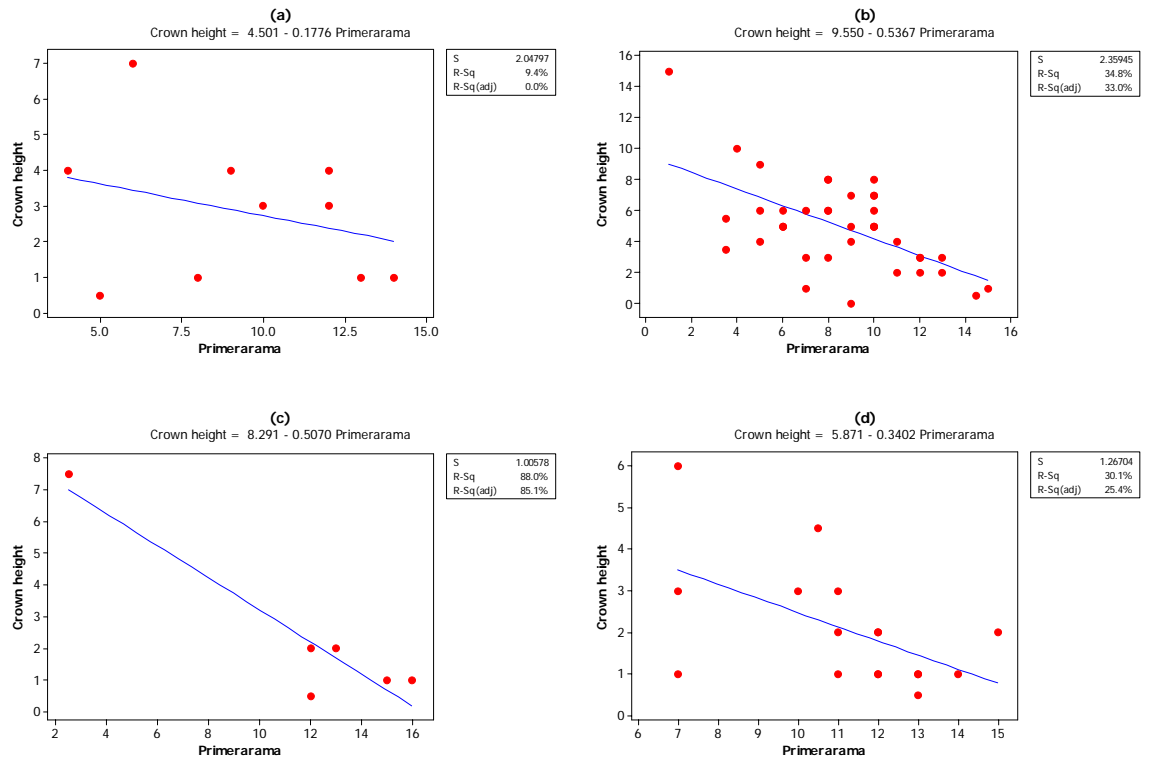 (a)
Crown height = 4.501 - 0.1776 Primerarama
S 2.04797
R-Sq 9.4%
R-Sq(adj) 0.0%
7
6
5
4
3
2
1
0
Crown height
5.0 7.5 10.0 12.5 15.0
Primerarama
(b)
Crown height = 9.550 - 0.5367 Primerarama
S 2.35945
R-Sq 34.8%
R-Sq(adj) 33.0%
16
14
12
10
8
6
4
2
0
Crown height
0 2 4 6 8 10 12 14 16
Primerarama
(c)
Crown height = 8.291 - 0.5070 Primerarama
S 1.00578
R-Sq 88.0%
R-Sq(adj) 85.1%
8
7
6
5
4
3
2
1
0
Crown height
2 4 6 8 10 12 14 16
Primerarama
(d)
Crown height = 5.871 - 0.3402 Primerarama
S 1.26704
R-Sq 30.1%
R-Sq(adj) 25.4%
6
5
4
3
2
1
0
Crown height
6 7 8 9 10 11 12 13 14 15
Primerarama